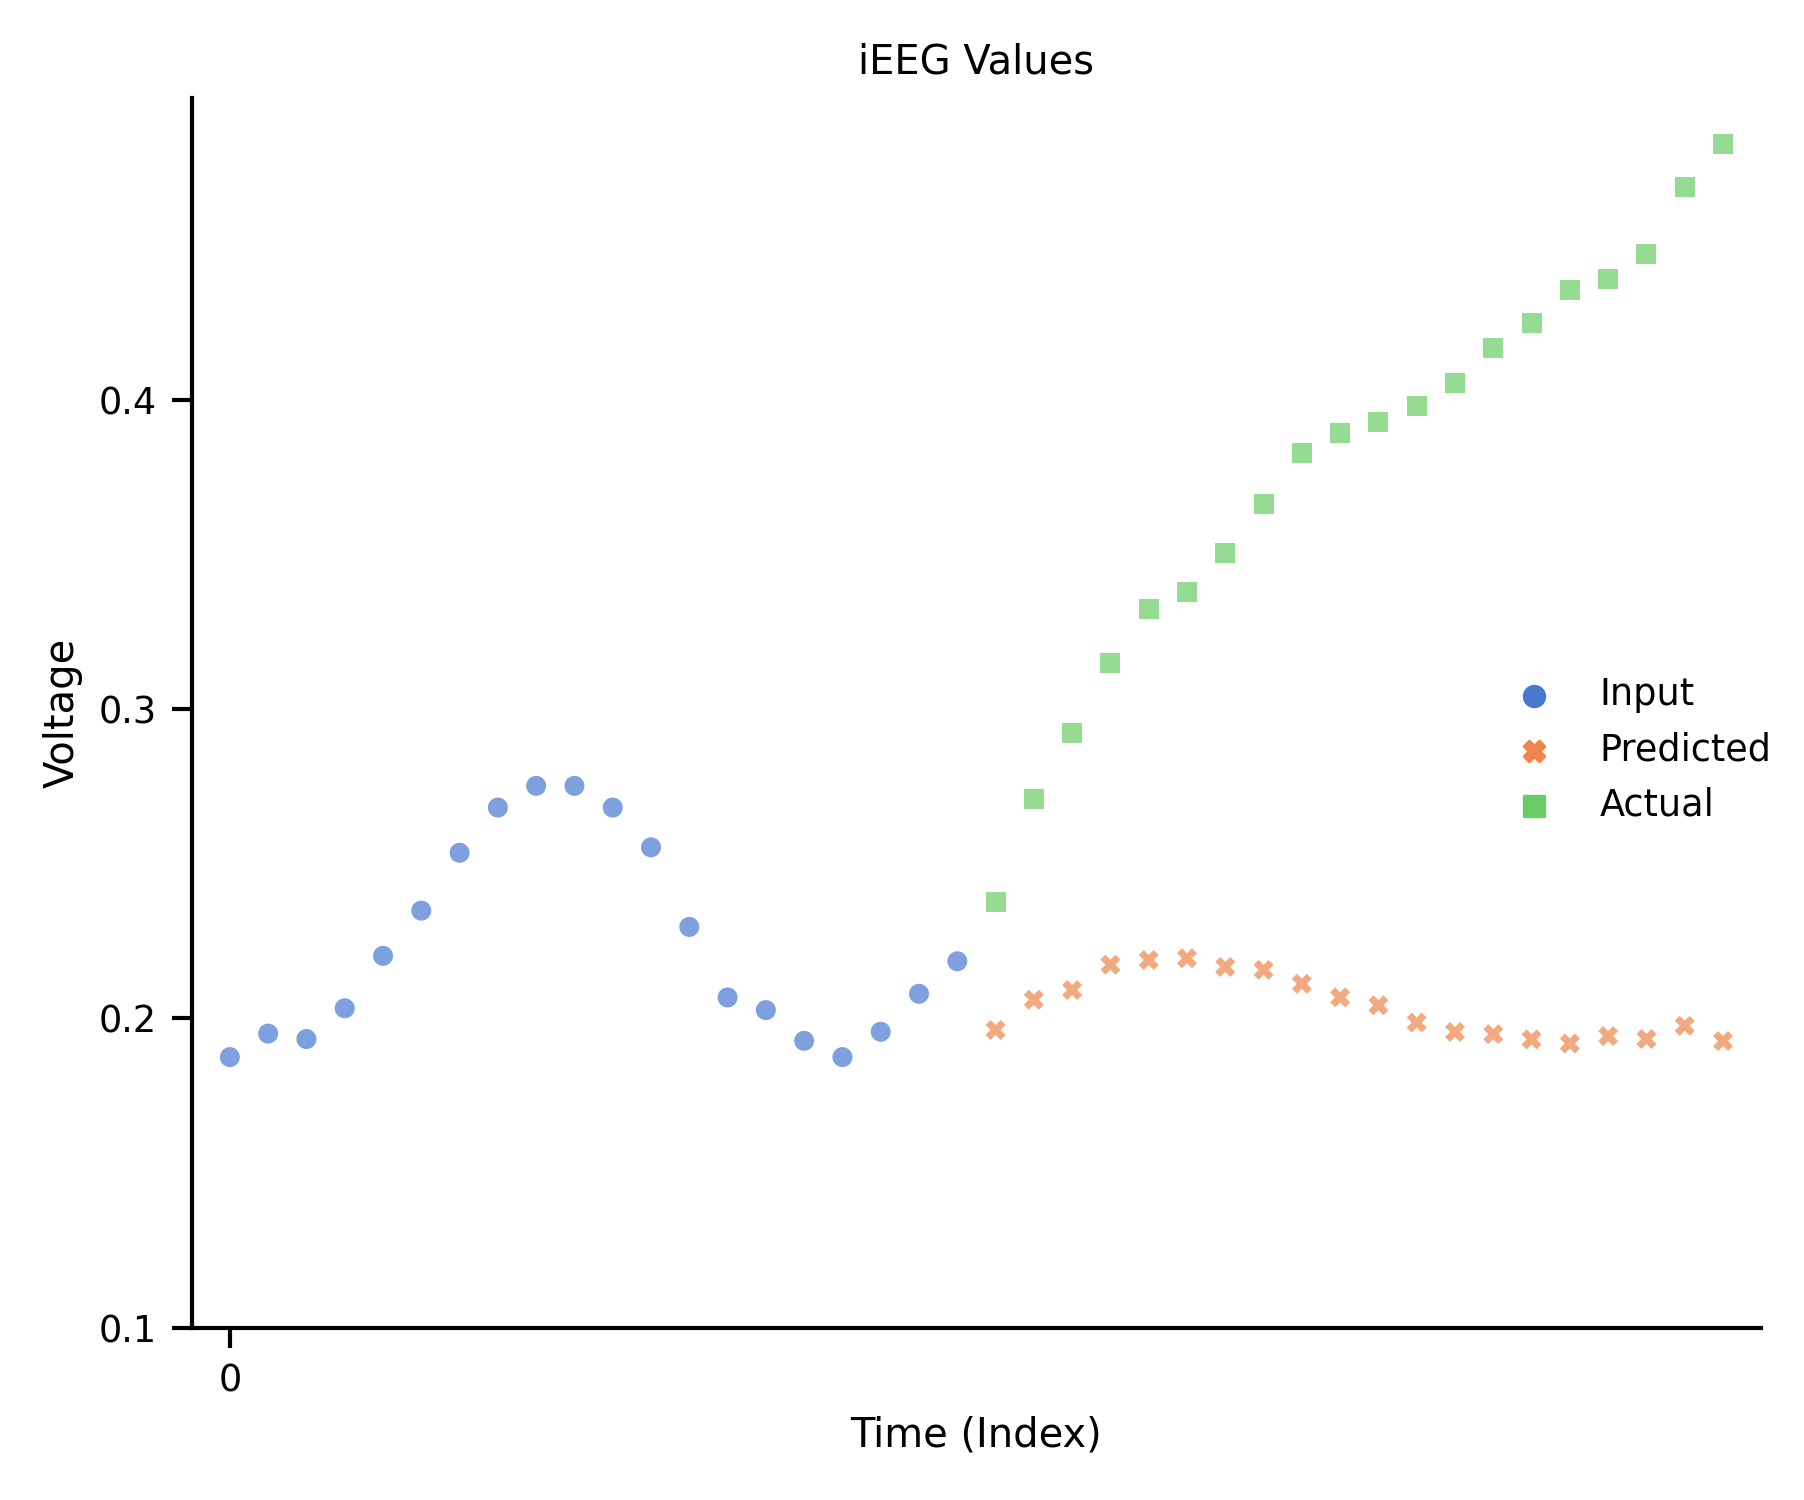 iEEG Values
Voltage
0.4
0.3
0.2
0.1
0
Time (Index)
Input
Predicted
Actual